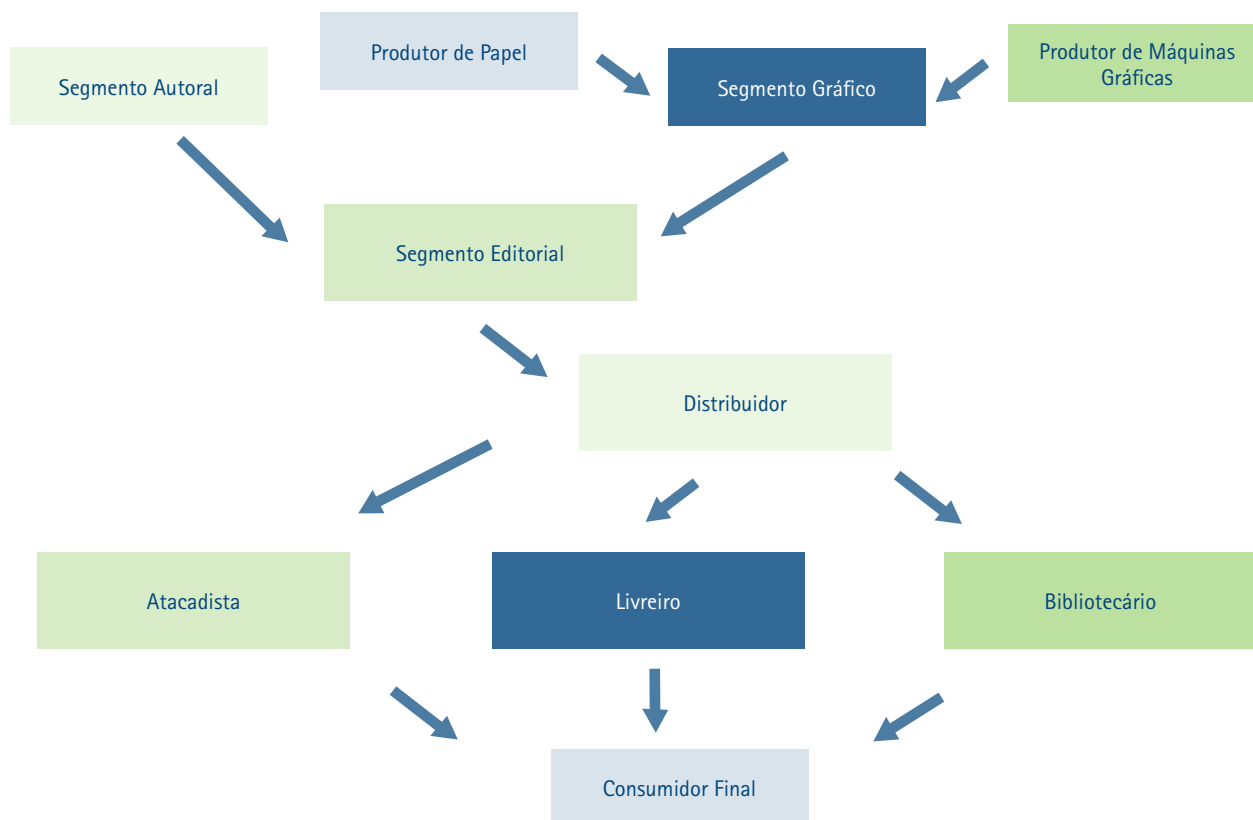 Produtor de Papel
Produtor de Máquinas
Gráficas
Segmento Autoral
Segmento Gráfico
Segmento Editorial
Distribuidor
Atacadista
Livreiro
Bibliotecário
Consumidor Final